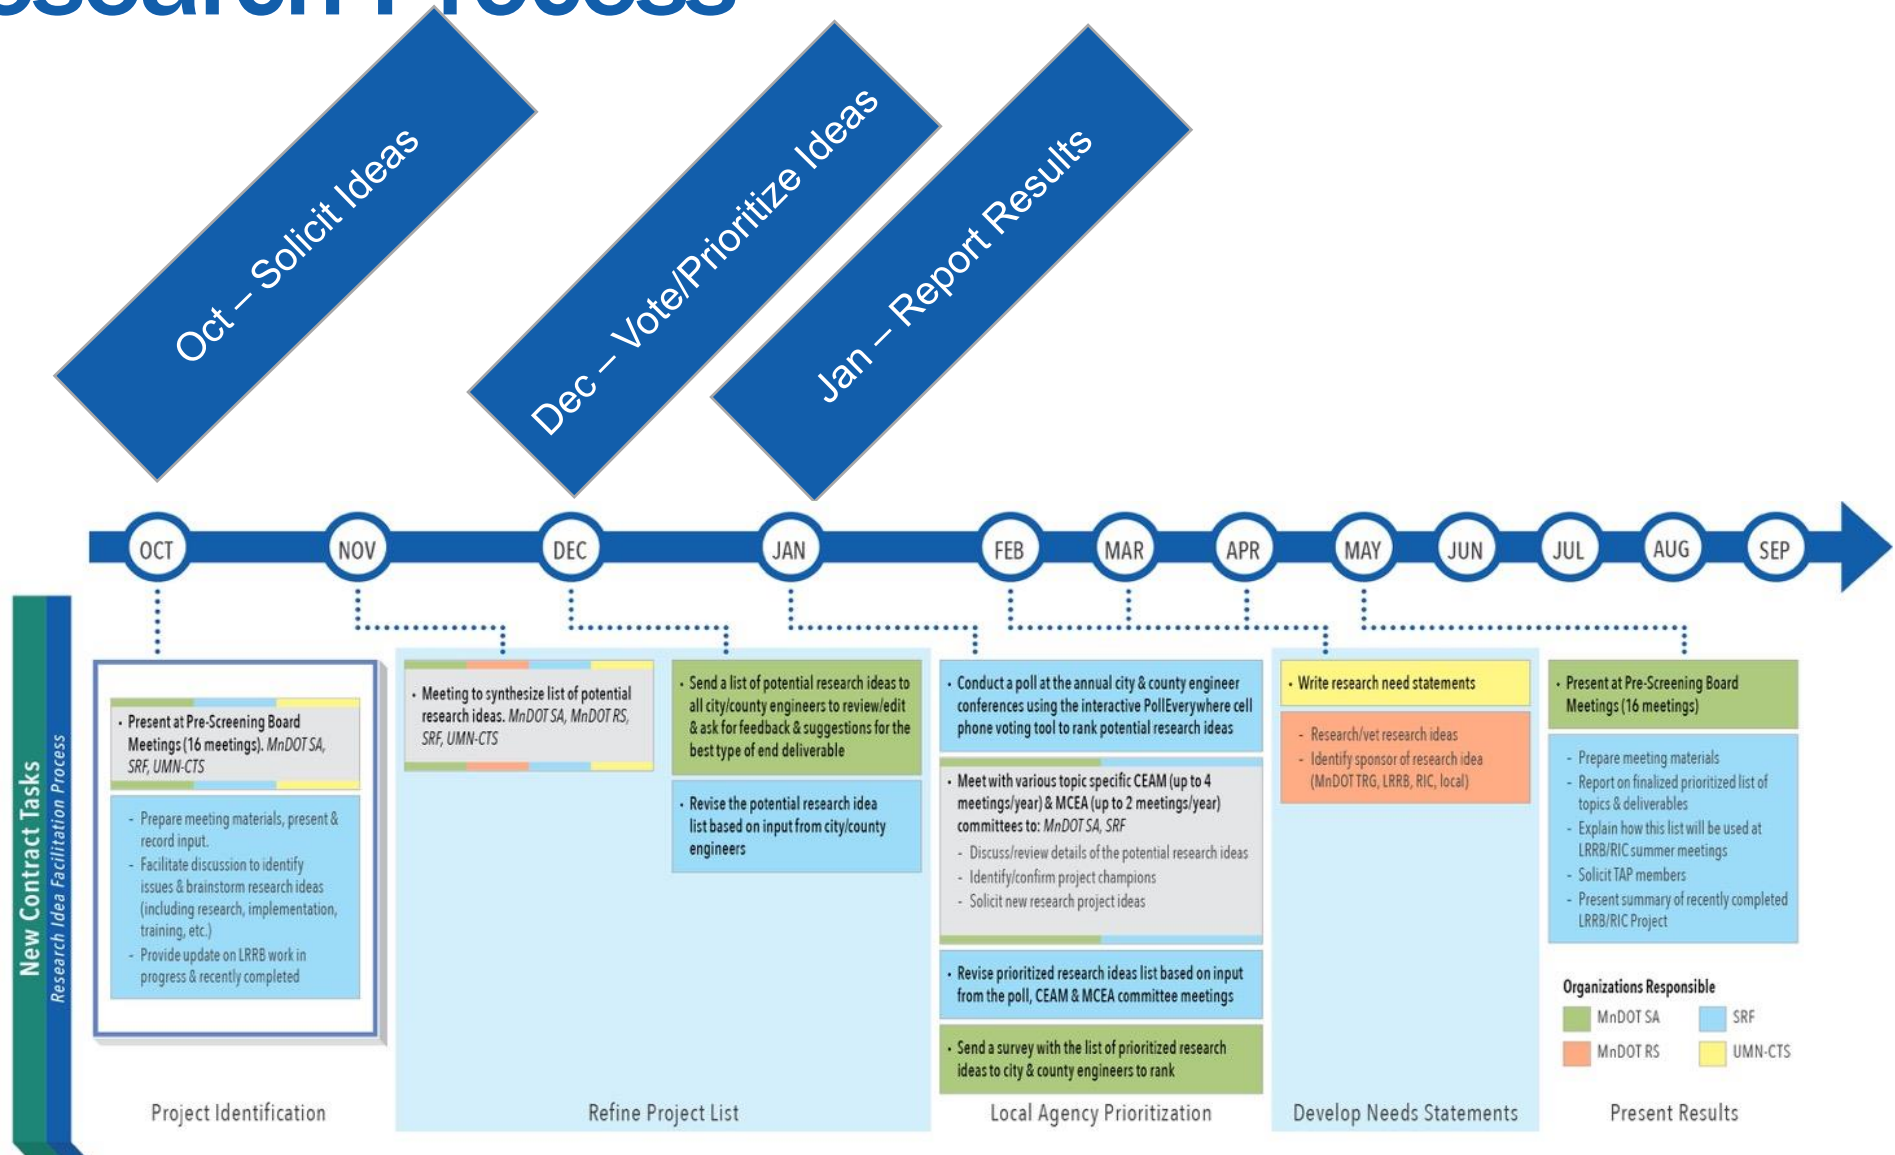 Research Process
Oct – Solicit Ideas
Dec – Vote/Prioritize Ideas
Jan – Report Results
OCT
NOV
DEC
JAN
FEB
MAR
APR
MAY
JUN
JUL
AUG
SEP
New Contract Tasks
Research Idea Facilitation Process
· Present at Pre-Screening Board
Meetings (16 meetings). MnDOT SA,
SRF, UMN-CTS
- Prepare meeting materials, present &
record input.
- Facilitate discussion to identify
issues & brainstorm research ideas
(including research, implementation,
training, etc.)
- Provide update on LRRB work in
progress & recently completed
Project Identification
· Meeting to synthesize list of potential
research ideas. MnDOT SA, MnDOT RS,
SRF, UMN-CTS
· Send a list of potential research ideas to
all city/county engineers to review/edit
& ask for feedback & suggestions for the
best type of end deliverable
· Revise the potential research idea
list based on input from city/county
engineers
Refine Project List
· Conduct a poll at the annual city & county engineer
conferences using the interactive PollEverywhere cell
phone voting tool to rank potential research ideas
· Meet with various topic specific CEAM (up to 4
meetings/year) & MCEA (up to 2 meetings/year)
committees to: MnDOT SA, SRF
- Discuss/review details of the potential research ideas
- Identify/confirm project champions
- Solicit new research project ideas
· Revise prioritized research ideas list based on input
from the poll, CEAM & MCEA committee meetings
· Send a survey with the list of prioritized research
ideas to city & county engineers to rank
Local Agency Prioritization
· Write research need statements
- Research/vet research ideas
- Identify sponsor of research idea
(MnDOT TRG, LRRB, RIC, local)
Develop Needs Statements
· Present at Pre-Screening Board
Meetings (16 meetings)
- Prepare meeting materials
- Report on finalized prioritized list of
topics & deliverables
- Explain how this list will be used at
LRRB/RIC summer meetings
- Solicit TAP members
- Present summary of recently completed
LRRB/RIC Project
Organizations Responsible
MnDOT SA
SRF
MnDOT RS
UMN-CTS
Present Results